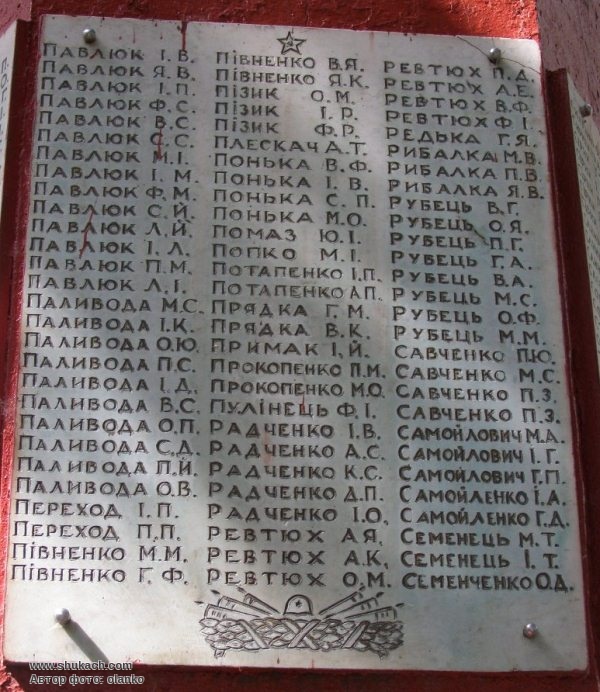 ПАВЛЮК І.В.
ПАВЛЮК Я.В.
ПАВЛЮК І.П.
ПАВЛЮК Ф.С.
ПАВЛЮК В.С.
ПАВЛЮК С.С.
ПАВЛЮК М.І.
ПАВЛЮК І.М.
ПАВЛЮК Ф.М.
ПАВЛЮК С.Й.
ПАВЛЮК Л.Й.
ПАВЛЮК І.Л.
ПАВЛЮК П.М.
ПАВЛЮК Л.І.
ПАЛИВОДА М.С.
ПАЛИВОДА І.К.
ПАЛИВОДА О.Ю.
ПАЛИВОДА П.С.
ПАЛИВОДА І.Д.
ПАЛИВОДА В.С.
ПАЛИВОДА О.П.
ПАЛИВОДА С.Д.
ПАЛИВОДА П.Й.
ПАЛИВОДА О.В.
ПЕРЕХОД І.П.
ПЕРЕХОД П.П.
ПІВНЕНКО М.М.
ПІВНЕНКО Г.Ф.
ПІВНЕНКО В.Я.
ПІВНЕНКО Я.К.
ПІЗИК О.М.
ПІЗИК І.Р.
ПІЗИК Ф.Р.
ПЛЕСКАЧ А.Т.
ПОНЬКА В.Ф.
ПОНЬКА І.В.
ПОНЬКА С.П.
ПОНЬКА М.О.
ПОМАЗ Ю.І.
ПОПКО М.І.
ПОТАПЕНКО І.П.
ПОТАПЕНКО А.П.
ПРЯДКА Г.М.
ПРЯДКА В.К.
ПРИМАК І.Й.
ПРОКОПЕНКО П.М.
ПРОКОПЕНКО М.О.
ПУЛІНЕЦЬ Ф.І.
РАДЧЕНКО І.В.
РАДЧЕНКО А.С.
РАДЧЕНКО К.С.
РАДЧЕНКО Д.П.
РАДЧЕНКО І.О.
РЕВТЮХ А.Я.
РЕВТЮХ А.К.
РЕВТЮХ О.М.
РЕВТЮХ П.Д.
РЕВТЮХ А.Е.
РЕВТЮХ В.Ф.
РЕВТЮХ Ф.І.
РЕДЬКА Г.Я.
РИБАЛКА М.В.
РИБАЛКА П.В.
РИБАЛКА Я.В.
РУБЕЦЬ В.Г.
РУБЕЦЬ О.Я.
РУБЕЦЬ П.Г.
РУБЕЦЬ Г.А.
РУБЕЦЬ В.А.
РУБЕЦЬ М.С.
РУБЕЦЬ О.Ф.
РУБЕЦЬ М.М.
САВЧЕНКО П.Ю.
САВЧЕНКО М.С.
САВЧЕНКО П.З.
САВЧЕНКО П.З.
САМОЙЛОВИЧ М.А.
САМОЙЛОВИЧ І.Г.
САМОЙЛОВИЧ Г.П.
САМОЙЛЕНКО І.А.
САМОЙЛЕНКО Г.Д.
СЕМЕНЕЦЬ М.Т.
СЕМЕНЕЦЬ І.Т.
СЕМЕНЧЕНКО О.Д.
www.shukach.com
Автор фото: olanko